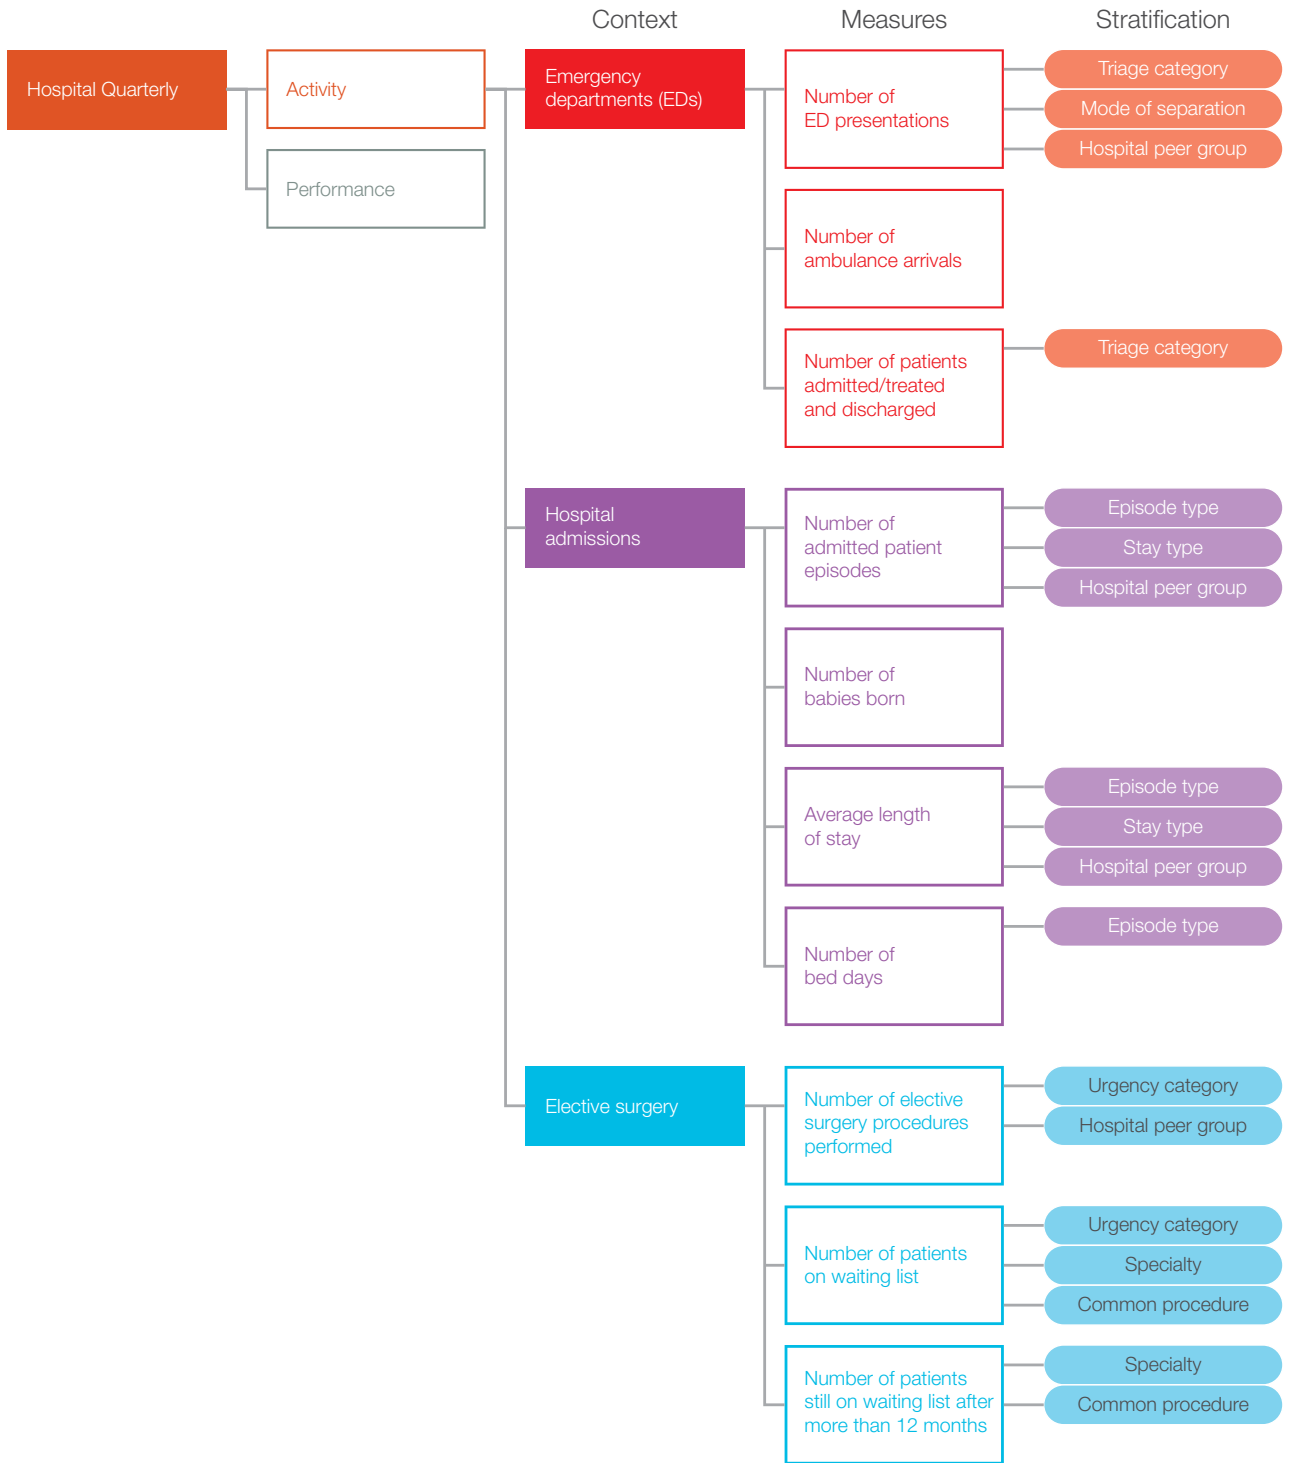 Context
Measures
Stratification
Hospital Quarterly
Activity
Performance
Emergency
departments (EDs)
Number of
ED presentations
Triage category
Mode of separation
Hospital peer group
Number of
ambulance arrivals
Number of patients
admitted/treated
and discharged
Triage category
Hospital
admissions
Number of
admitted patient
episodes
Episode type
Stay type
Hospital peer group
Number of
babies born
Average length
of stay
Episode type
Stay type
Hospital peer group
Number of
bed days
Episode type
Elective surgery
Number of elective
surgery procedures
performed
Urgency category
Hospital peer group
Number of patients
on waiting list
Urgency category
Specialty
Common procedure
Number of patients
still on waiting list after
more than 12 months
Specialty
Common procedure